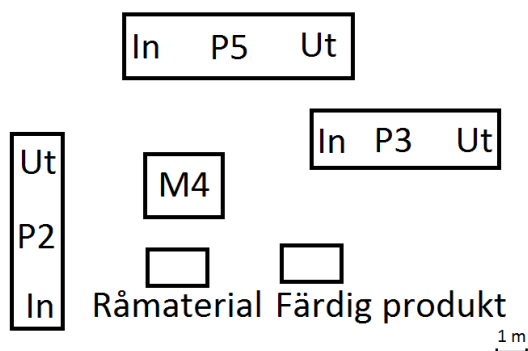 In P5 Ut
In P3 Ut
Ut
P2
In
M4
Råmaterial
Färdig produkt
1 m